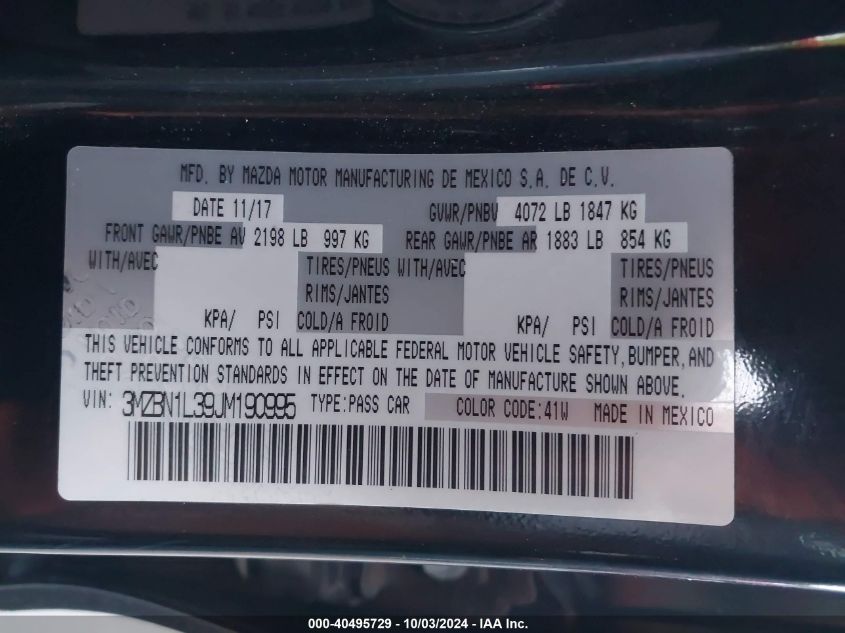 MFD. BY MAZDA MOTOR MANUFACTURING DE MEXICO S.A. DE C.V.
DATE 11/17 GVWR/PNBV 4072 LB 1847 KG
FRONT GAWR/PNBE AV 2198 LB 997 KG REAR GAWR/PNBE AR 1883 LB 854 KG
WITH/AVEC TIRES/PNEUS WITH/AVEC TIRES/PNEUS
RIMS/JANTES RIMS/JANTES
KPA/ PSI COLD/A FROID KPA/ PSI COLD/A FROID
THIS VEHICLE CONFORMS TO ALL APPLICABLE FEDERAL MOTOR VEHICLE SAFETY, BUMPER, AND
THEFT PREVENTION STANDARDS IN EFFECT ON THE DATE OF MANUFACTURE SHOWN ABOVE.
VIN: 3MZBN1L39JM190995 TYPE:PASS CAR COLOR CODE:41W MADE IN MEXICO
000-40495729 - 10/03/2024 - IAA Inc.